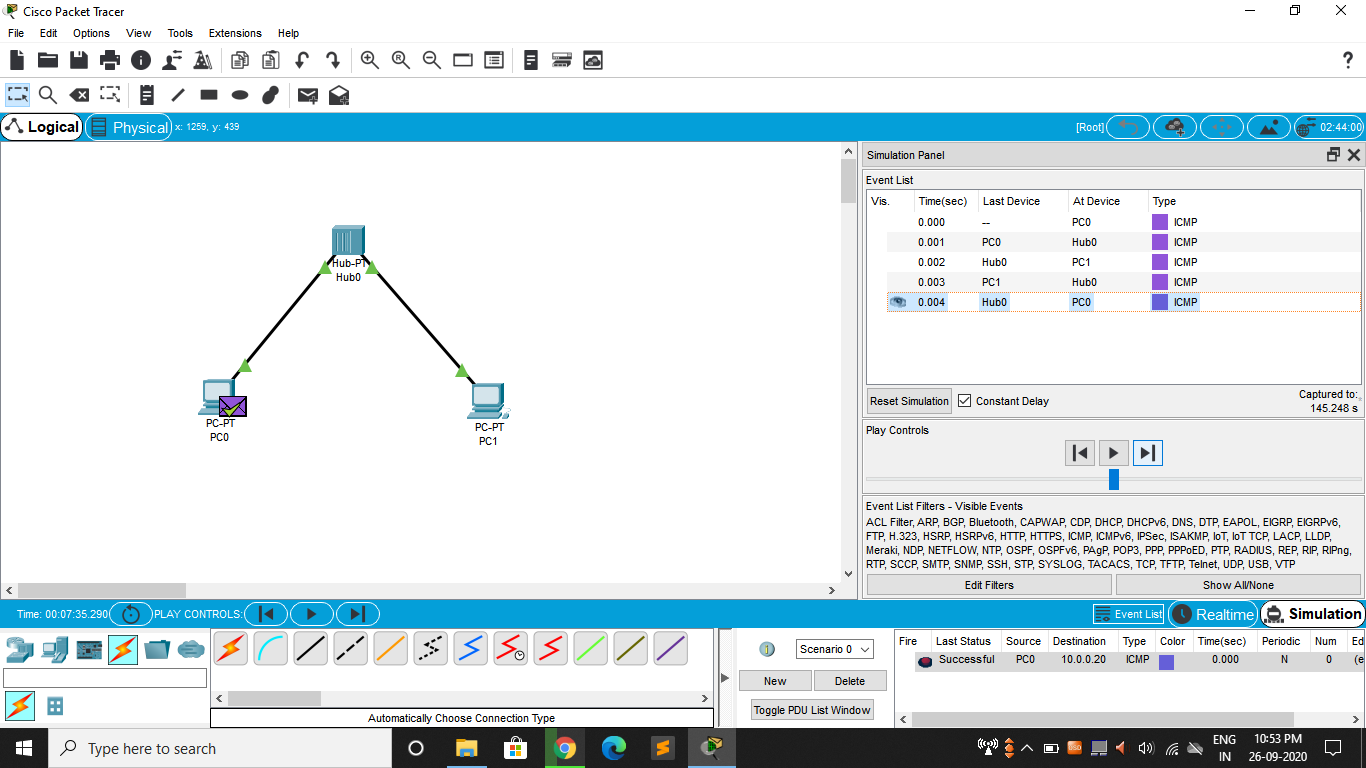 Cisco Packet Tracer
File Edit Options View Tools Extensions Help
?
Logical Physical x: 1259, y: 439 [Root] 02:44:00
Hub-PT
Hub0
PC-PT
PC0
PC-PT
PC1
Simulation Panel
Event List
Vis. Time(sec) Last Device At Device Type
0.000 -- PC0 ICMP
0.001 PC0 Hub0 ICMP
0.002 Hub0 PC1 ICMP
0.003 PC1 Hub0 ICMP
0.004 Hub0 PC0 ICMP
Reset Simulation Constant Delay Captured to:
145.248 s
Play Controls
Event List Filters - Visible Events
ACL Filter, ARP, BGP, Bluetooth, CAPWAP, CDP, DHCP, DHCPv6, DNS, DTP, EAPOL, EIGRP, EIGRPv6,
FTP, H.323, HSRP, HSRPv6, HTTP, HTTPS, ICMP, ICMPv6, IPSec, ISAKMP, IoT, IoT TCP, LACP, LLDP,
Meraki, NDP, NETFLOW, NTP, OSPF, OSPFv6, PAgP, POP3, PPP, PPPoED, PTP, RADIUS, REP, RIP, RIPng,
RTP, SCCP, SMTP, SNMP, SSH, STP, SYSLOG, TACACS, TCP, TFTP, Telnet, UDP, USB, VTP
Edit Filters Show All/None
Time: 00:07:35.290 PLAY CONTROLS: Event List Realtime Simulation
Automatically Choose Connection Type
Scenario 0
New Delete
Toggle PDU List Window
Fire Last Status Source Destination Type Color Time(sec) Periodic Num Ed
Successful PC0 10.0.0.20 ICMP 0.000 N 0 (e
Type here to search
ENG
IN
10:53 PM
26-09-2020